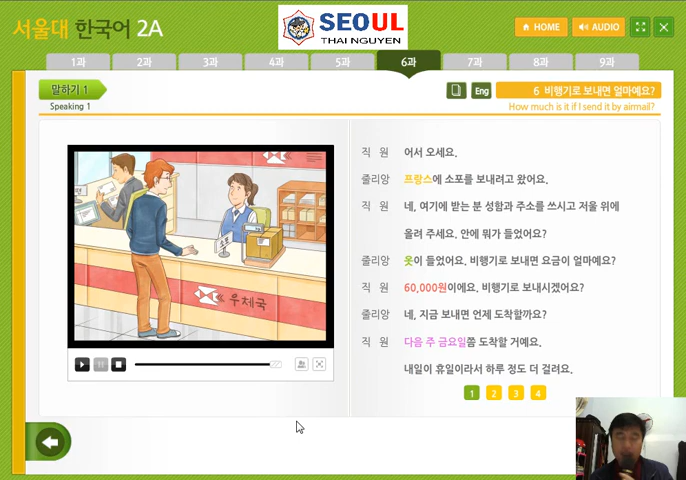 서울대 한국어 2A
SEOUL
THAI NGUYEN
HOME
AUDIO
1과
2과
3과
4과
5과
6과
7과
8과
9과
말하기 1
Speaking 1
Eng
6 비행기로 보내면 얼마예요?
How much is it if I send it by airmail?
소포
우체국
직 원 어서 오세요.
줄리앙 프랑스에 소포를 보내려고 왔어요.
직 원 네, 여기에 받는 분 성함과 주소를 쓰시고 저울 위에
올려 주세요. 안에 뭐가 들었어요?
줄리앙 옷이 들었어요. 비행기로 보내면 요금이 얼마예요?
직 원 60,000원이에요. 비행기로 보내시겠어요?
줄리앙 네, 지금 보내면 언제 도착할까요?
직 원 다음 주 금요일쯤 도착할 거예요.
내일이 휴일이라서 하루 정도 더 걸려요.
1 2 3 4